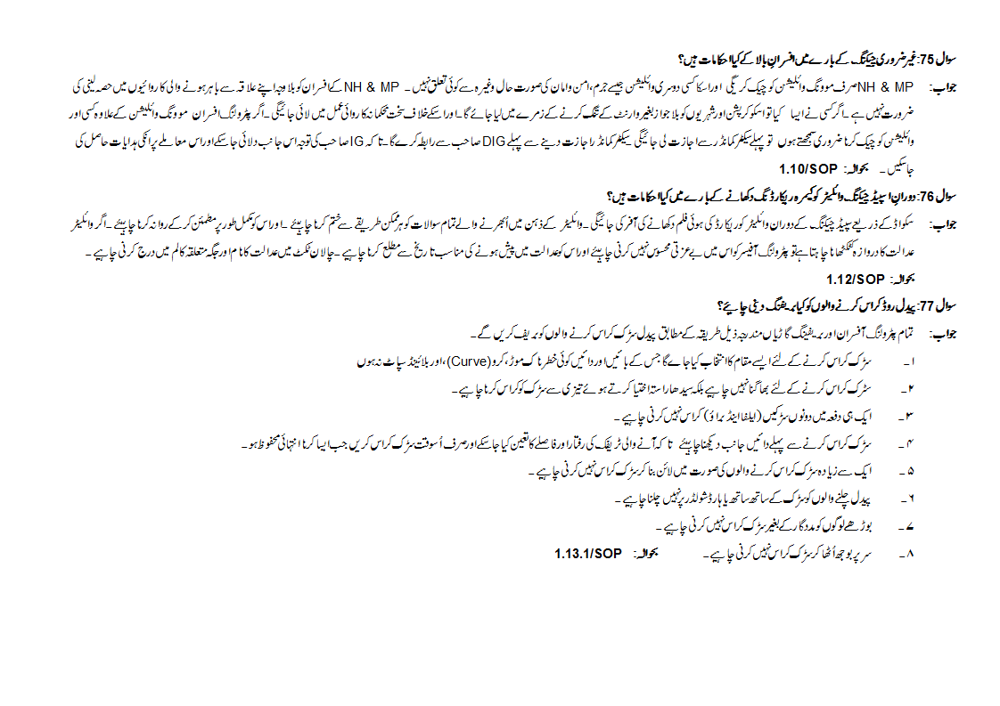 سوال 75: غیر ضروری چیکنگ کے بارے میں افسرانِ بالا کے کیا احکامات ہیں؟
جواب: NH & MP صرف موونگ وائلیشن کو چیک کریگی اور اسکا کسی دوسری وائلیشن جیسے جرم، امن وامان کی صورت حال وغیرہ سے کوئی تعلق نہیں ۔ NH & MP کے افسران کو بلا وجہ اپنے علاقہ سے باہر ہونے والی کاروائیوں میں حصہ لینی کی
ضرورت نہیں ہے ۔ اگر کسی نے ایسا کیا تو اسکو کرپشن اور شہریوں کو بلا جواز بغیر وارنٹ کے تنگ کرنے کے زمرے میں لیا جائے گا۔ اور اسکے خلاف سخت محکمانہ کاروائی عمل میں لائی جائیگی ۔ اگر پٹرولنگ افسران موونگ وائلیشن کے علاوہ کسی اور
وائلیشن کو چیک کرنا ضروری سمجھتے ہوں تو پہلے سیکٹر کمانڈر سے اجازت لی جائیگی ۔ سیکٹر کمانڈر اجازت دینے سے پہلے DIG صاحب سے رابطہ کرے گا۔ تاکہ IG صاحب کی توجہ اس جانب دلائی جاسکے اور اس معاملے پر انکی ہدایات حاصل کی
جاسکیں ۔ بحوالہ: 1.10/SOP
سوال 76: دورانِ اسپیڈ چیکنگ وائلیٹر کو کیمرہ ریکارڈنگ دکھانے کے بارے میں کیا احکامات ہیں؟
جواب: سکواڈ کے ذریعے سپیڈ چیکنگ کے دوران وائلیٹر کو ریکارڈ کی ہوئی فلم دکھانے کی آفر کی جائیگی ۔ وائلیٹر کے ذہن میں اُبھرنے والے تمام سوالات کو ہر ممکن طریقے سے ختم کرنا چاہیئے ۔ اور اس کو مکمل طور پر مطمئن کر کے روانہ کرنا چاہیئے ۔ اگر وائلیٹر
عدالت کا دروازہ کھٹکھٹانا چاہتا ہے تو پٹرولنگ آفیسر کو اس میں بے عزتی محسوس نہیں کرنی چاہیئے اور اس کو عدالت میں پیش ہونے کی مناسب تاریخ سے مطلع کرنا چاہیے ۔ چالان ٹکٹ میں عدالت کا نام اور جگہ متعلقہ کالم میں درج کرنی چاہیے ۔
بحوالہ: 1.12/SOP
سوال 77: پیدل روڈ کراس کرنے والوں کو کیا بریفنگ دینی چاہیئے؟
جواب: تمام پٹرولنگ آفسران اور بریفینگ گاڑیاں مندرجہ ذیل طریقہ کے مطابق پیدل سڑک کراس کرنے والوں کو بریف کریں گے ۔
۱۔ سڑک کراس کرنے کے لئے ایسے مقام کا انتخاب کیا جاے گا جس کے بائیں اور دائیں کوئی خطرناک موڑ، کرو (Curve)، اور بلائینڈ سپاٹ نہ ہوں
۲۔ سڑک کراس کرنے کے لئے بھاگنا نہیں چاہیے بلکہ سیدھا راستہ اختیا کرتے ہوئے تیزی سے سڑک کو کراس کرنا چاہیے ۔
۳۔ ایک ہی دفعہ میں دونوں سڑکیں (ایلفا اینڈ براؤ) کراس نہیں کرنی چاہیے ۔
۴۔ سڑک کراس کرنے سے پہلے دائیں جانب دیکھنا چاہیئے تاکہ آنے والی ٹریفک کی رفتار اور فاصلے کا تعین کیا جاسکے اور صرف اُسوقت سڑک کراس کریں جب ایسا کرنا انتہائی محفوظ ہو ۔
۵۔ ایک سے زیادہ سڑک کراس کرنے والوں کی صورت میں لائن بنا کر سڑک کراس نہیں کرنی چاہیے ۔
۶۔ پیدل چلنے والوں کو سڑک کے ساتھ ساتھ یا ہارڈ شولڈر پر نہیں چلنا چاہیے ۔
۷۔ بوڑھے لوگوں کو مددگار کے بغیر سڑک کراس نہیں کرنی چاہیے ۔
۸۔ سر پر بوجھ اُٹھا کر سڑک کراس نہیں کرنی چاہیے ۔ بحوالہ: 1.13.1/SOP